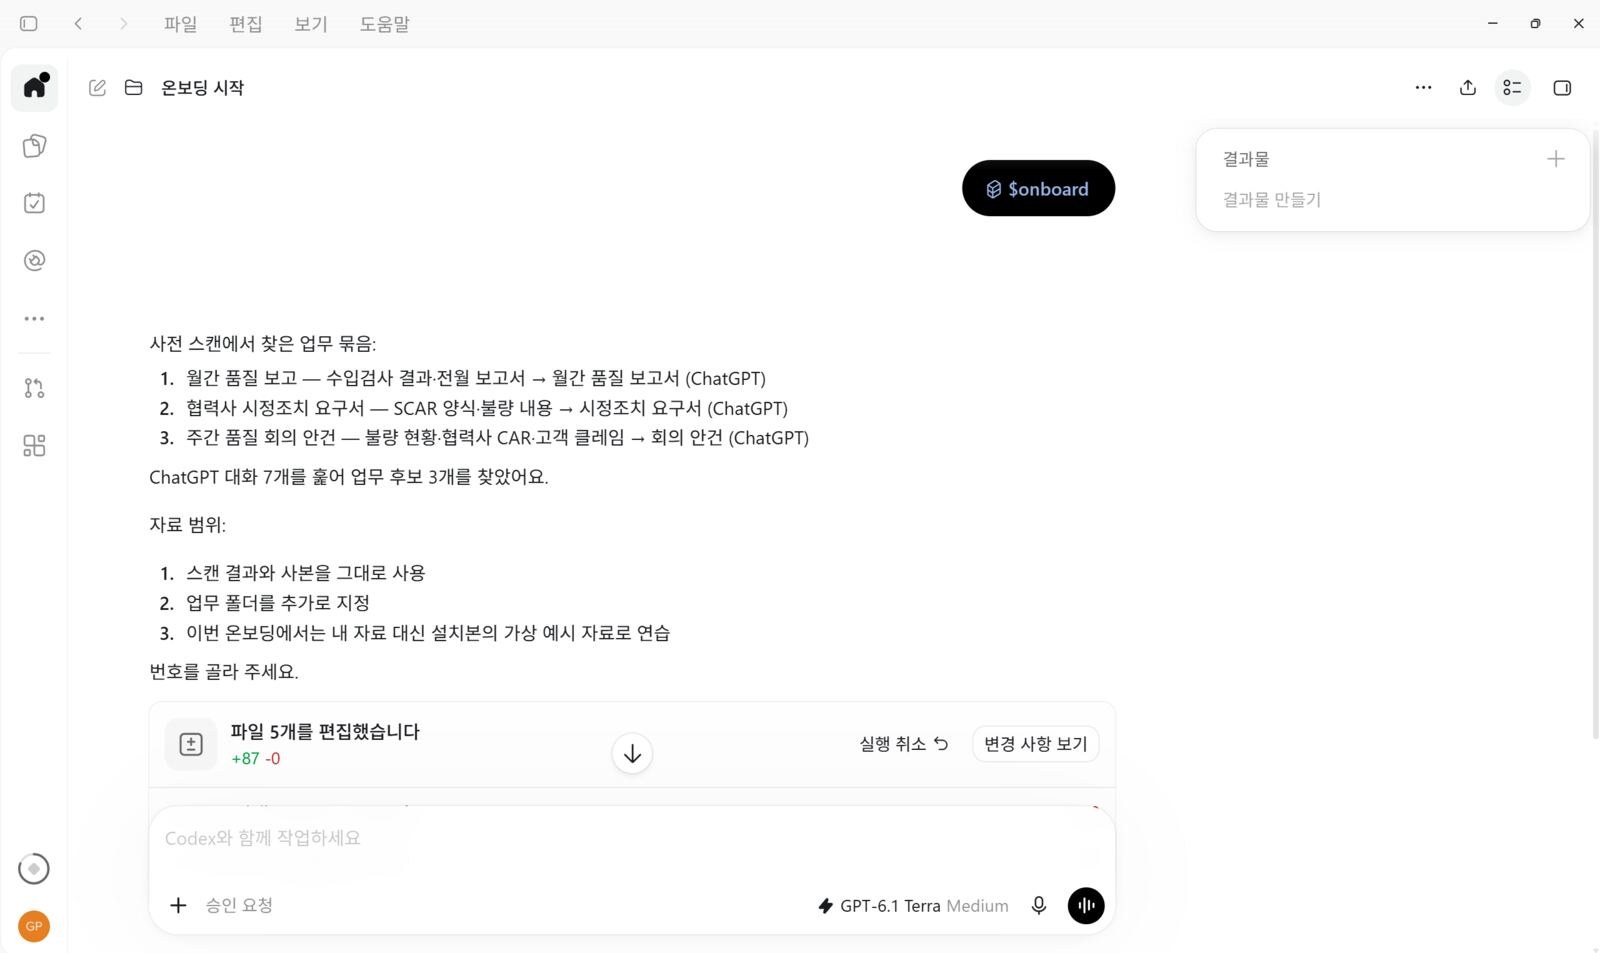 파일 편집 보기 도움말
온보딩 시작
결과물
결과물 만들기
$onboard
사전 스캔에서 찾은 업무 묶음:
1. 월간 품질 보고 — 수입검사 결과·전월 보고서 → 월간 품질 보고서 (ChatGPT)
2. 협력사 시정조치 요구서 — SCAR 양식·불량 내용 → 시정조치 요구서 (ChatGPT)
3. 주간 품질 회의 안건 — 불량 현황·협력사 CAR·고객 클레임 → 회의 안건 (ChatGPT)
ChatGPT 대화 7개를 훑어 업무 후보 3개를 찾았어요.
자료 범위:
1. 스캔 결과와 사본을 그대로 사용
2. 업무 폴더를 추가로 지정
3. 이번 온보딩에서는 내 자료 대신 설치본의 가상 예시 자료로 연습
번호를 골라 주세요.
파일 5개를 편집했습니다
+87 -0
실행 취소
변경 사항 보기
Codex와 함께 작업하세요
승인 요청
GPT-6.1 Terra Medium
GP